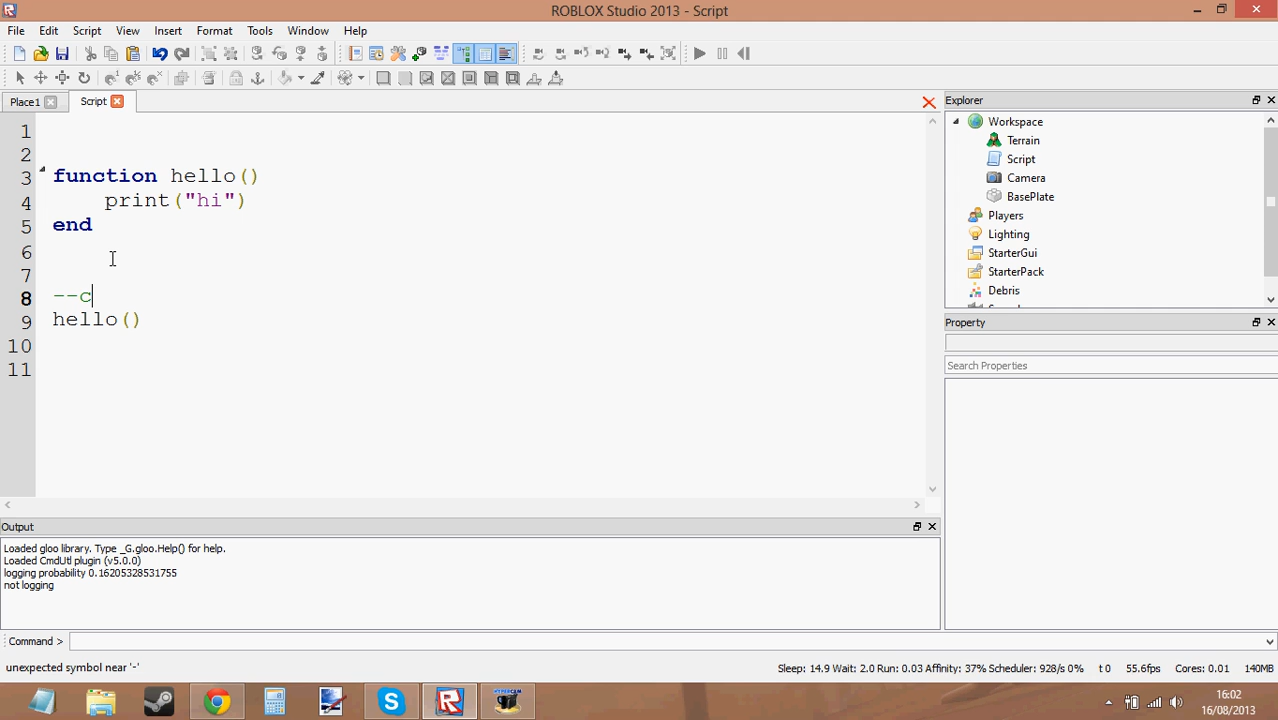 ROBLOX Studio 2013 - Script
File Edit Script View Insert Format Tools Window Help
Place1 Script
1
2
3 function hello()
4 print("hi")
5 end
6
7
8 --c
9 hello()
10
11
Explorer
Workspace
Terrain
Script
Camera
BasePlate
Players
Lighting
StarterGui
StarterPack
Debris
Property
Search Properties
Output
Loaded gloo library. Type _G.gloo.Help() for help.
Loaded CmdUtl plugin (v5.0.0)
logging probability 0.16205328531755
not logging
Command >
unexpected symbol near '-'
Sleep: 14.9 Wait: 2.0 Run: 0.03 Affinity: 37% Scheduler: 928/s 0% t 0 55.6fps Cores: 0.01 140MB
16:02
16/08/2013